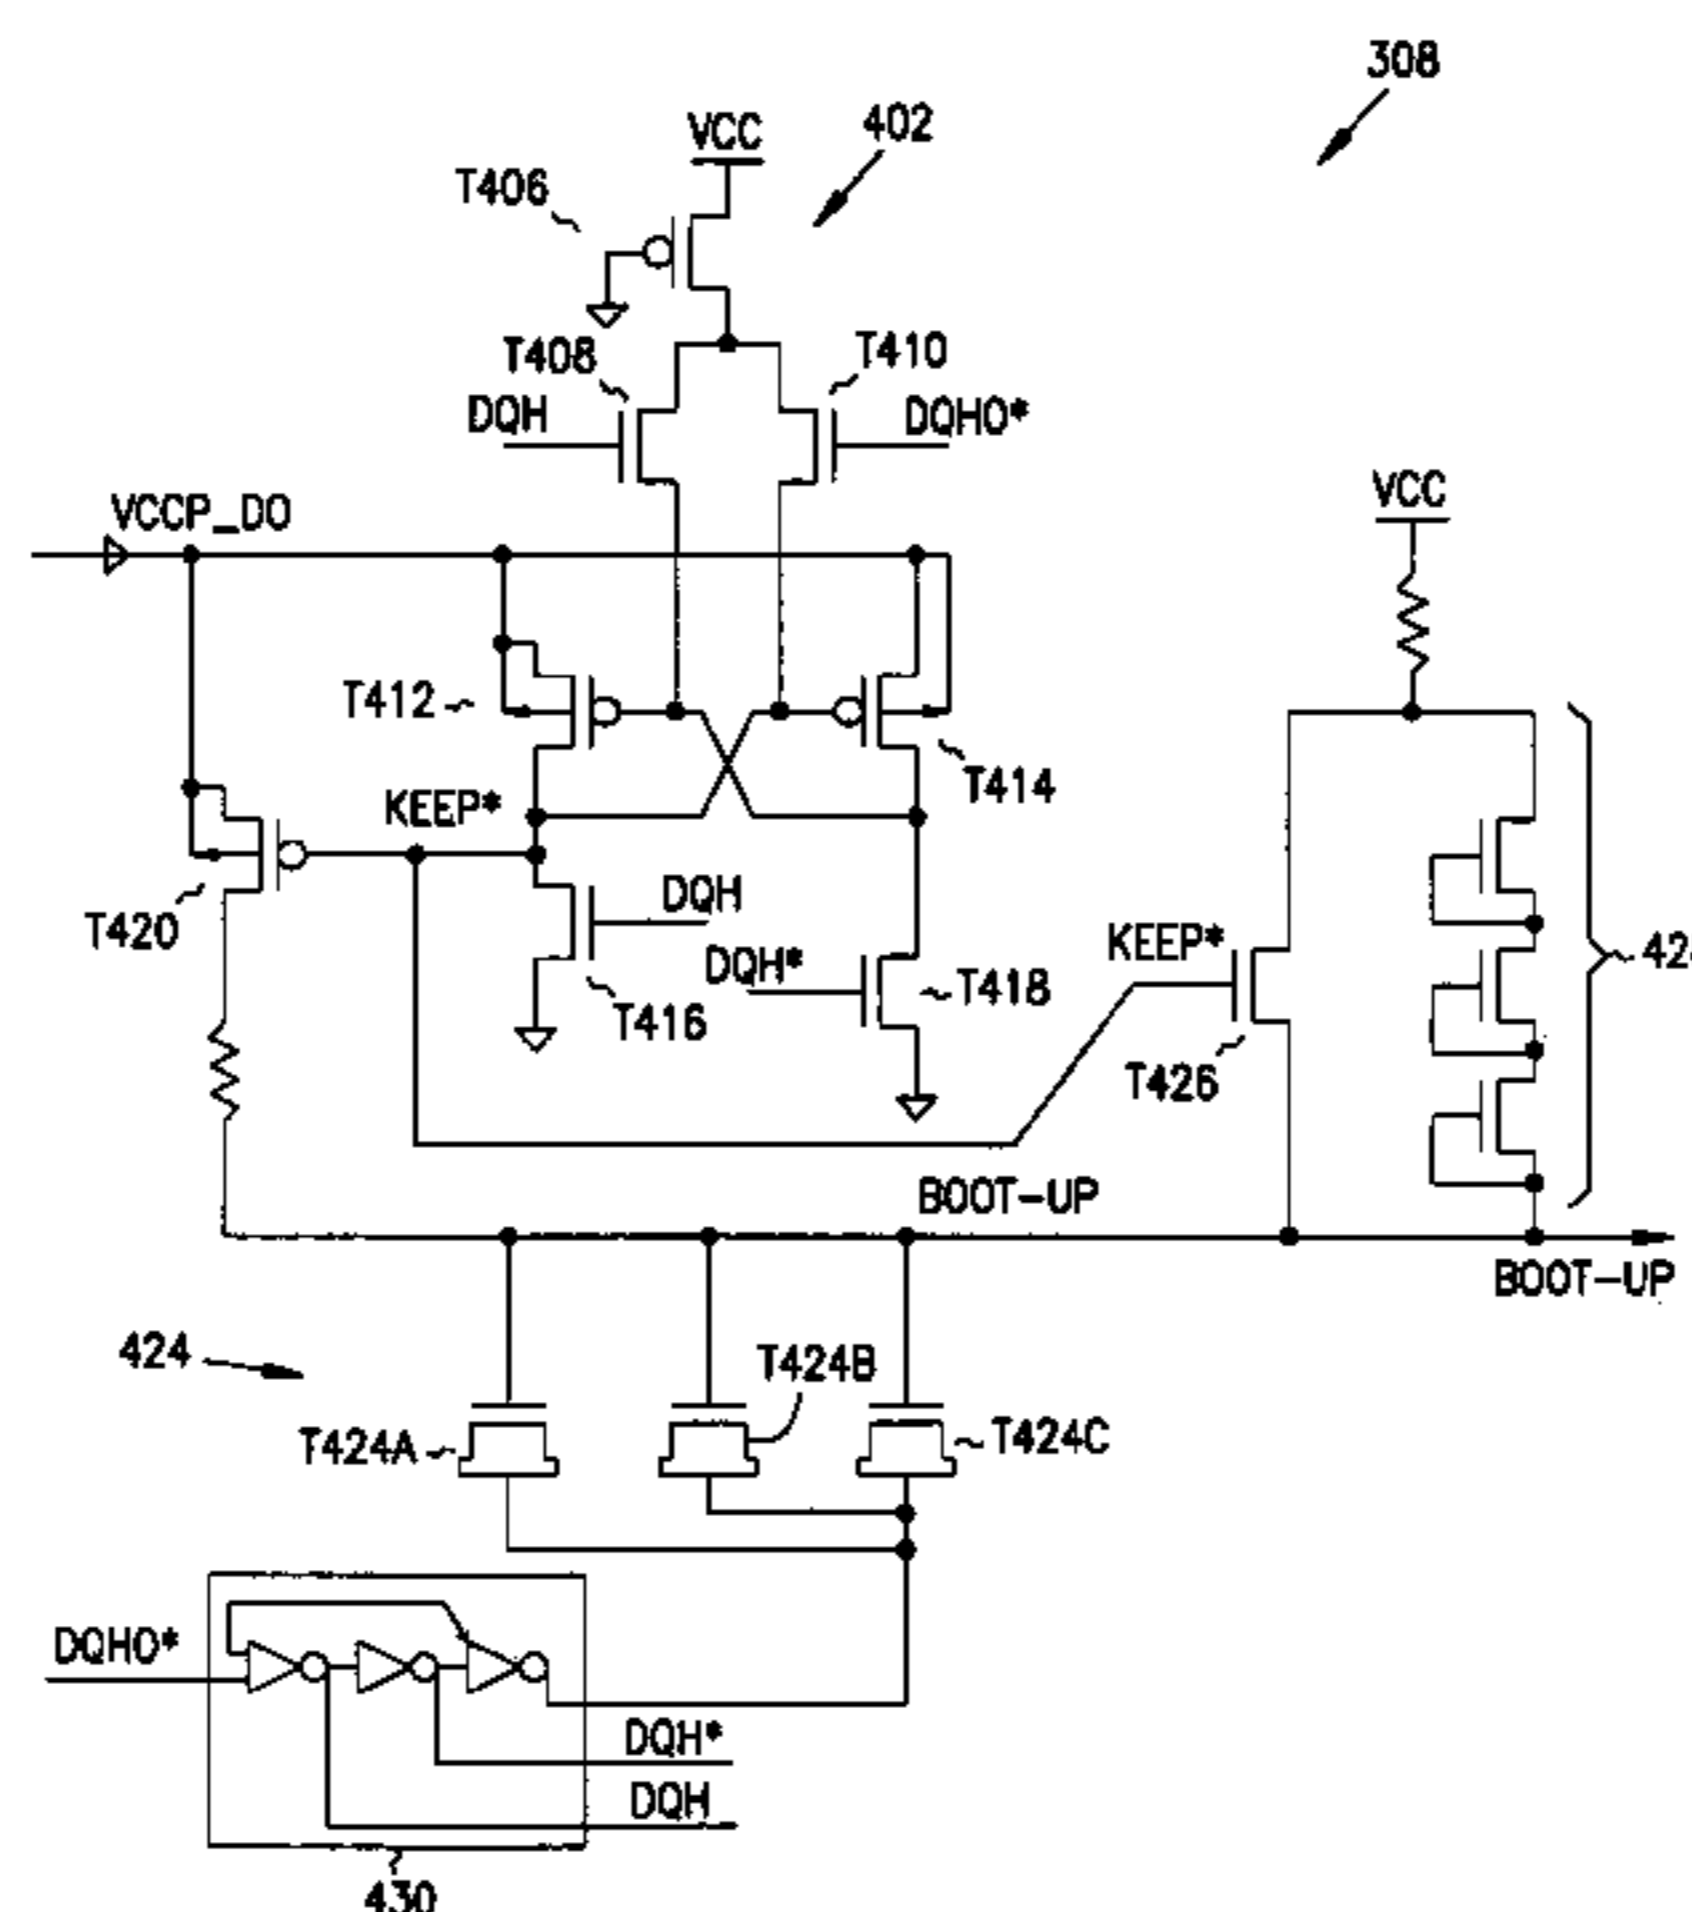 308
VCC
402
T406
T408
T410
DQH
DQHO*
VCCP_DO
VCC
T412
T414
KEEP*
T420
DQH
DQH*
KEEP*
T416
T418
T426
BOOT-UP
BOOT-UP
424
T424B
T424A
T424C
DQHO*
DQH*
DQH
430